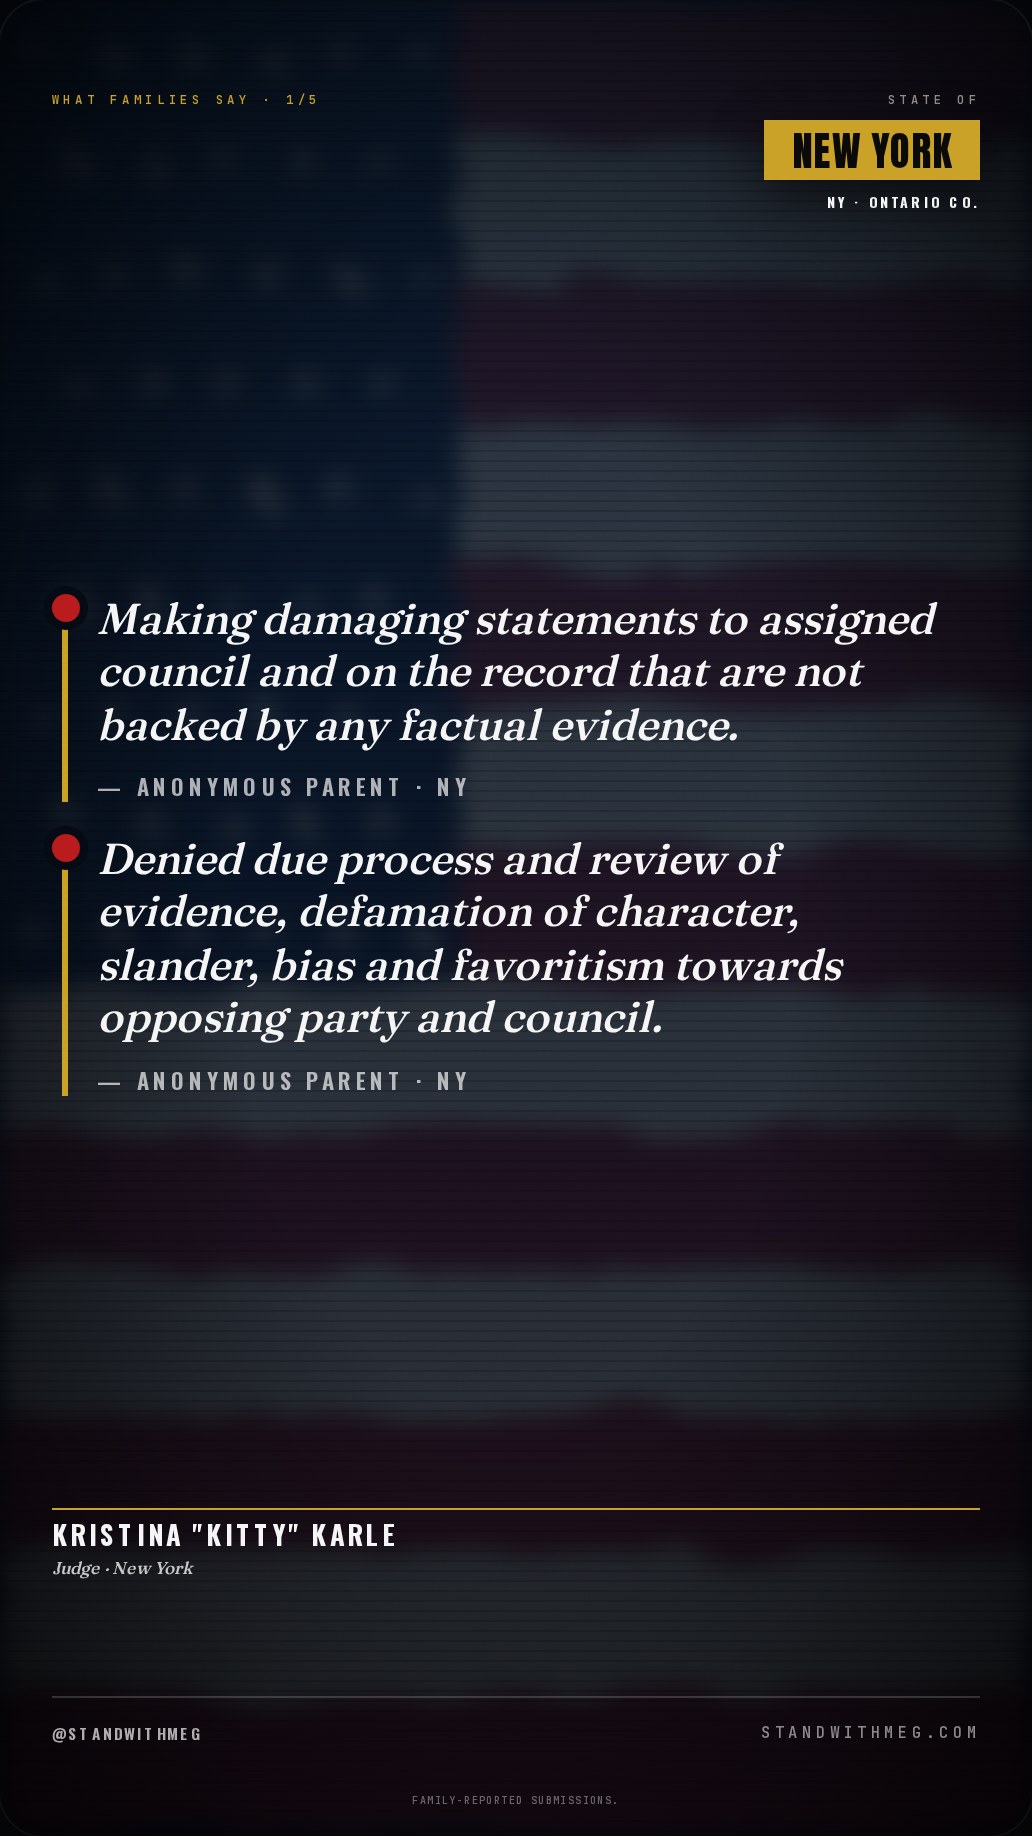 WHAT FAMILIES SAY · 1/5
STATE OF
NEW YORK
NY · ONTARIO CO.
Making damaging statements to assigned
council and on the record that are not
backed by any factual evidence.
— ANONYMOUS PARENT · NY
Denied due process and review of
evidence, defamation of character,
slander, bias and favoritism towards
opposing party and council.
— ANONYMOUS PARENT · NY
KRISTINA "KITTY" KARLE
Judge · New York
@STANDWITHMEG
STANDWITHMEG.COM
FAMILY-REPORTED SUBMISSIONS.